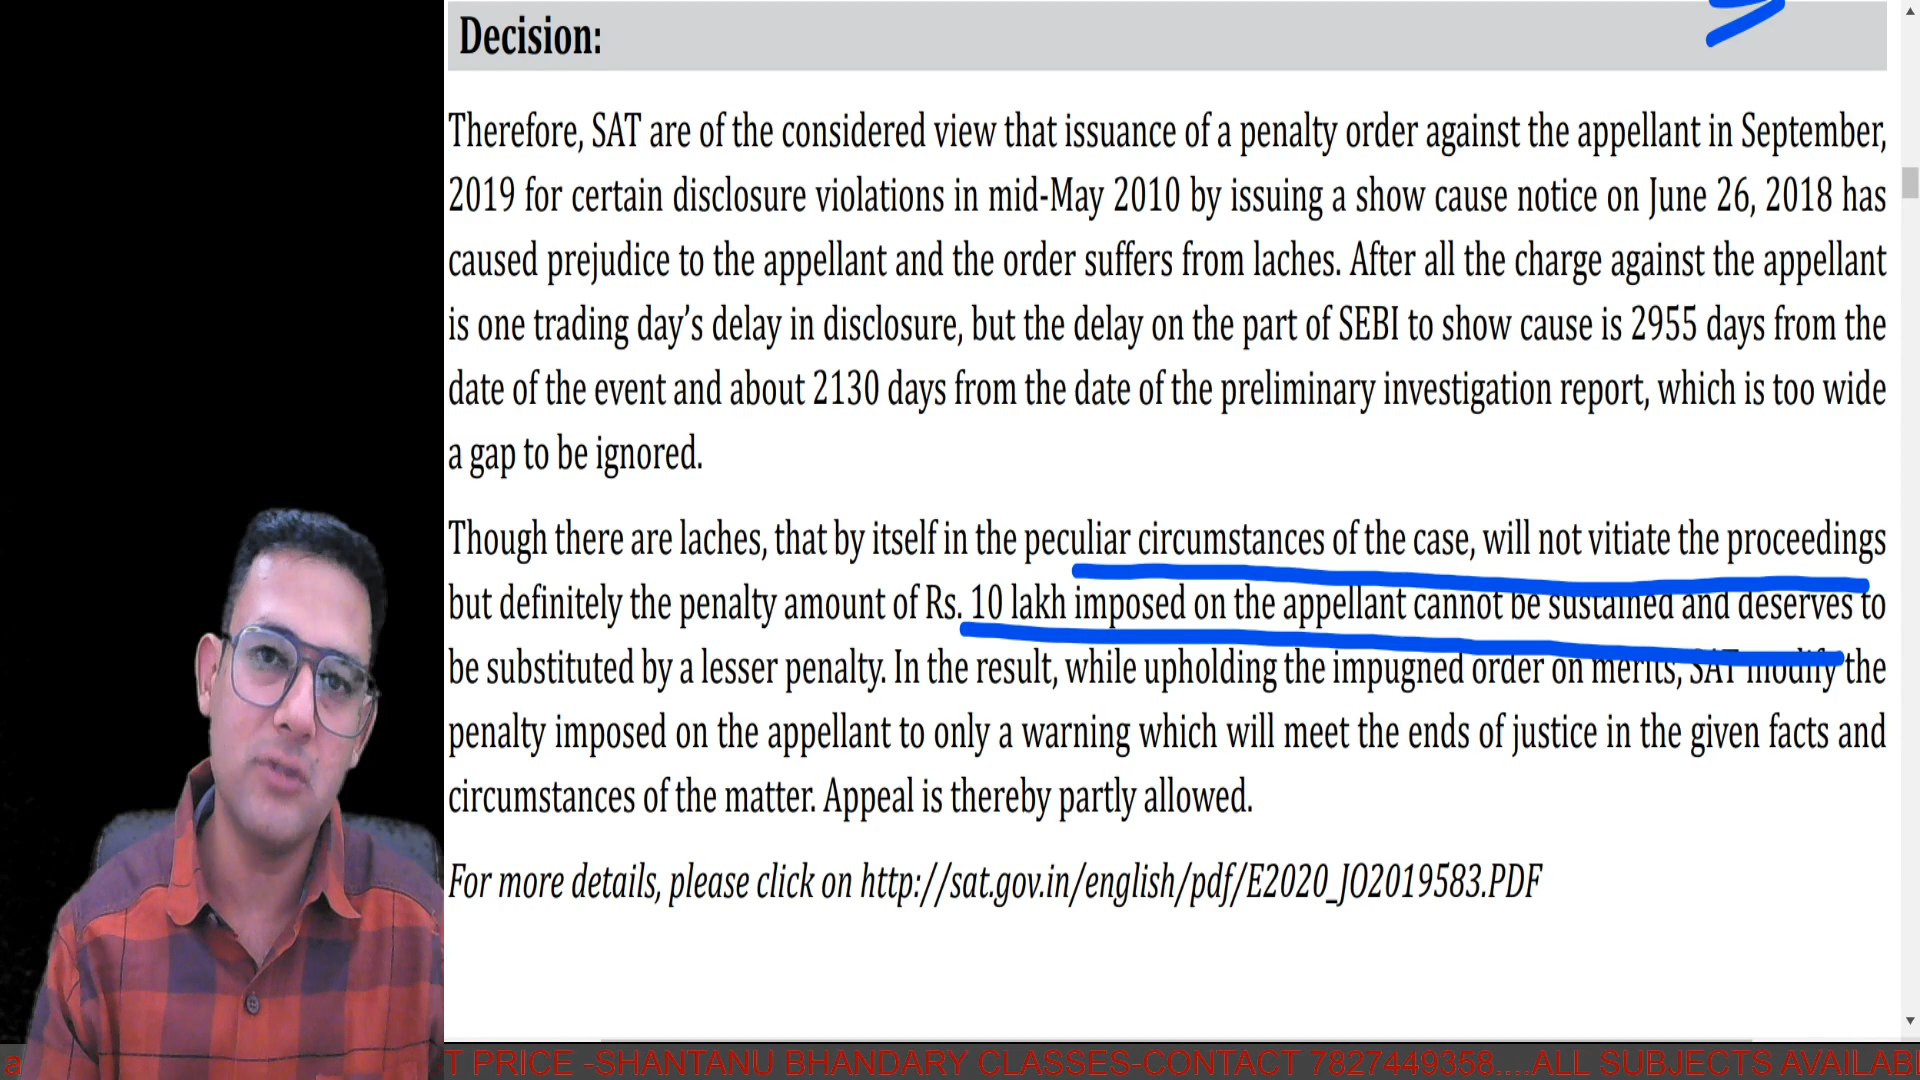 Decision:
Therefore, SAT are of the considered view that issuance of a penalty order against the appellant in September,
2019 for certain disclosure violations in mid-May 2010 by issuing a show cause notice on June 26, 2018 has
caused prejudice to the appellant and the order suffers from laches. After all the charge against the appellant
is one trading day’s delay in disclosure, but the delay on the part of SEBI to show cause is 2955 days from the
date of the event and about 2130 days from the date of the preliminary investigation report, which is too wide
a gap to be ignored.
Though there are laches, that by itself in the peculiar circumstances of the case, will not vitiate the proceedings
but definitely the penalty amount of Rs. 10 lakh imposed on the appellant cannot be sustained and deserves to
be substituted by a lesser penalty. In the result, while upholding the impugned order on merits, SAT modify the
penalty imposed on the appellant to only a warning which will meet the ends of justice in the given facts and
circumstances of the matter. Appeal is thereby partly allowed.
For more details, please click on http://sat.gov.in/english/pdf/E2020_JO2019583.PDF
T PRICE -SHANTANU BHANDARY CLASSES-CONTACT 7827449358....ALL SUBJECTS AVAILABL